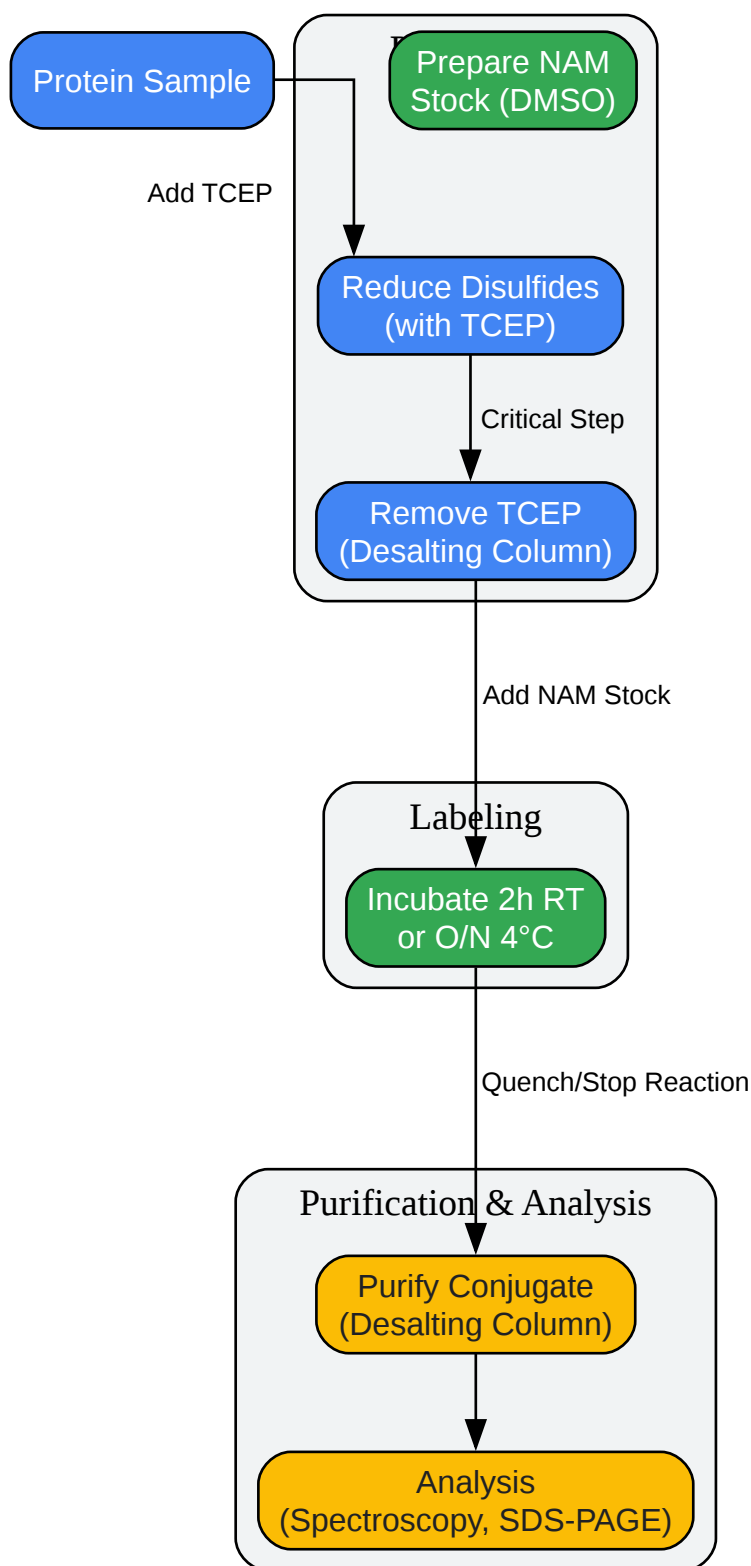 Protein Sample
Prepare NAM
Stock (DMSO)
Add TCEP
Reduce Disulfides
(with TCEP)
Critical Step
Remove TCEP
(Desalting Column)
Add NAM Stock
Labeling
Incubate 2h RT
or O/N 4°C
Quench/Stop Reaction
Purification & Analysis
Purify Conjugate
(Desalting Column)
Analysis
(Spectroscopy, SDS-PAGE)